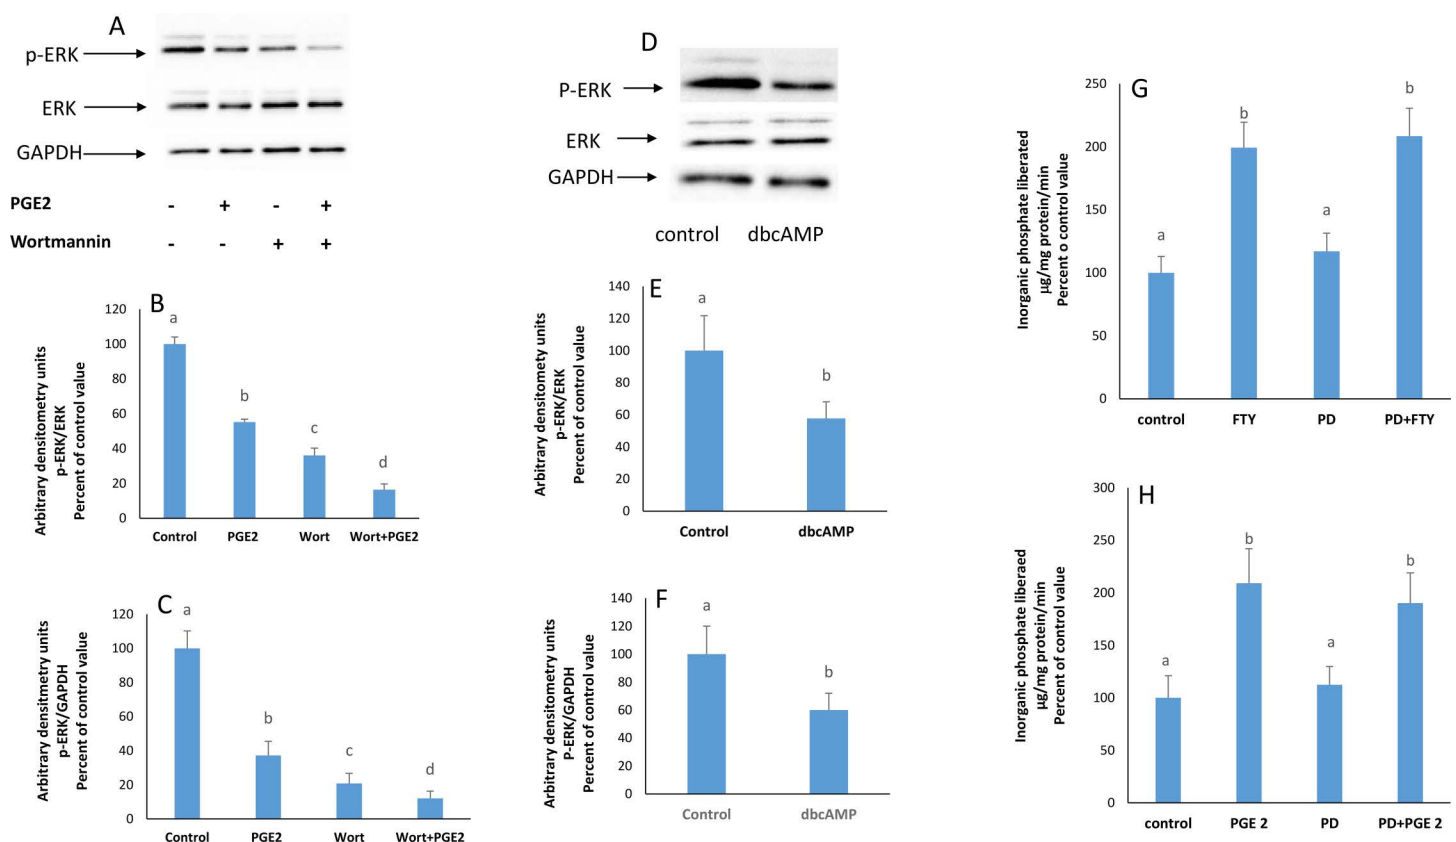 A
p-ERK
ERK
GAPDH
PGE2 - + - +
Wortmannin - - + +
B
Arbitrary densitometry units
p-ERK/ERK
Percent of control value
120
100
80
60
40
20
0
a
b
c
d
Control PGE2 Wort Wort+PGE2
C
Arbitrary densitmetry units
p-ERK/GAPDH
Percent of control value
120
100
80
60
40
20
0
a
b
c
d
Control PGE2 Wort Wort+PGE2
D
P-ERK
ERK
GAPDH
control dbcAMP
E
Arbitrary densitomety units
p-ERK/ERK
Percent of control value
140
120
100
80
60
40
20
0
a
b
Control dbcAMP
F
Arbitrary densitometry units
P-ERK/GAPDH
Percent of control value
140
120
100
80
60
40
20
0
a
b
Control dbcAMP
G
Inorganic phosphate liberated
µg/mg protein/min
Percent o control value
250
200
150
100
50
0
a
b
a
b
control FTY PD PD+FTY
H
Inorganic phosphate liberaed
µg/mg protein/min
Percent of control value
300
250
200
150
100
50
0
a
b
a
b
control PGE 2 PD PD+PGE 2